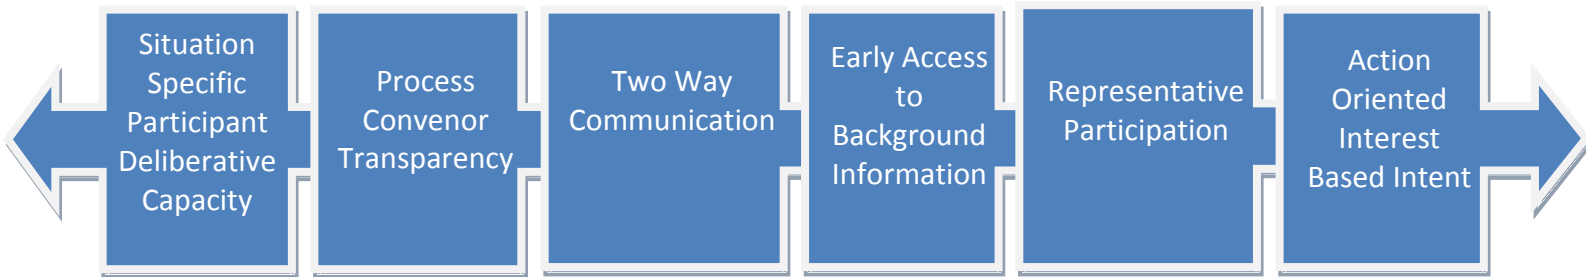 Situation
Specific
Participant
Deliberative
Capacity
Process
Convenor
Transparency
Two Way
Communication
Early Access
to
Background
Information
Representative
Participation
Action
Oriented
Interest
Based Intent